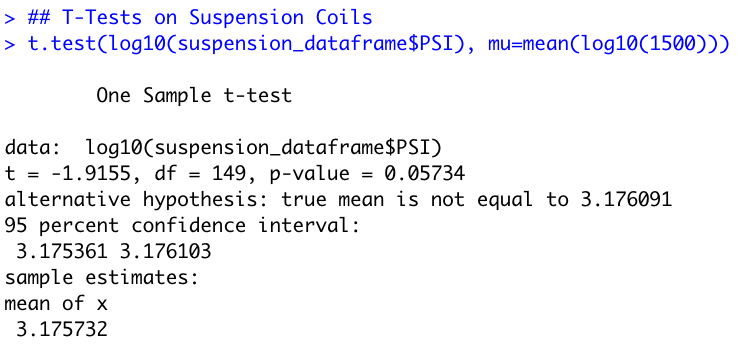 > ## T-Tests on Suspension Coils
> t.test(log10(suspension_dataframe$PSI), mu=mean(log10(1500)))
One Sample t-test
data:  log10(suspension_dataframe$PSI)
t = -1.9155, df = 149, p-value = 0.05734
alternative hypothesis: true mean is not equal to 3.176091
95 percent confidence interval:
3.175361 3.176103
sample estimates:
mean of x
3.175732